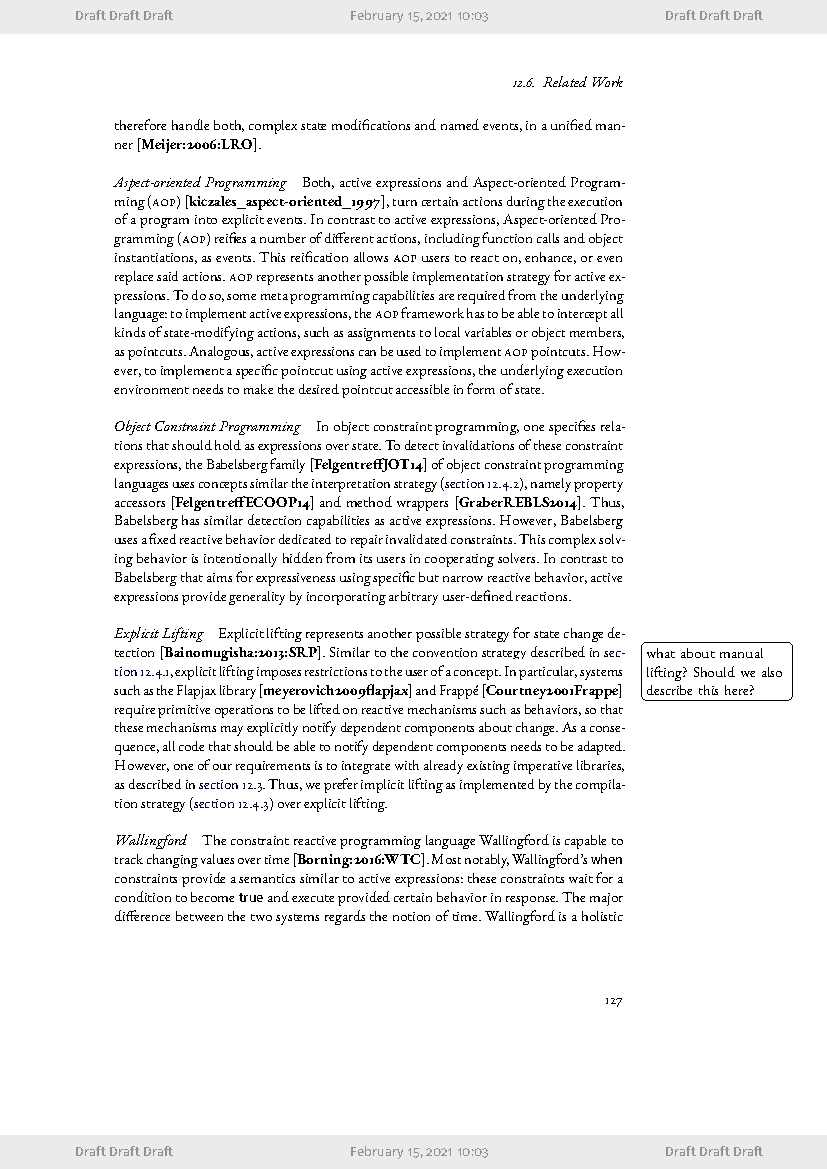 Draft Draft Draft February 15, 2021 10:03 Draft Draft Draft
12.6. Related Work
therefore handle both, complex state modifications and named events, in a unified man-
ner [Meijer:2006:LRO].
Aspect-oriented Programming Both, active expressions and Aspect-oriented Program-
ming (AOP) [kiczales_aspect-oriented_1997], turn certain actions during the execution
of a program into explicit events. In contrast to active expressions, Aspect-oriented Pro-
gramming (AOP) reifies a number of different actions, including function calls and object
instantiations, as events. This reification allows AOP users to react on, enhance, or even
replace said actions. AOP represents another possible implementation strategy for active ex-
pressions. To do so, some meta programming capabilities are required from the underlying
language: to implement active expressions, the AOP framework has to be able to intercept all
kinds of state-modifying actions, such as assignments to local variables or object members,
as pointcuts. Analogous, active expressions can be used to implement AOP pointcuts. How-
ever, to implement a specific pointcut using active expressions, the underlying execution
environment needs to make the desired pointcut accessible in form of state.
Object Constraint Programming In object constraint programming, one specifies rela-
tions that should hold as expressions over state. To detect invalidations of these constraint
expressions, the Babelsberg family [FelgentreffJOT14] of object constraint programming
languages uses concepts similar the interpretation strategy (section 12.4.2), namely property
accessors [FelgentreffECOOP14] and method wrappers [GraberREBLS2014]. Thus,
Babelsberg has similar detection capabilities as active expressions. However, Babelsberg
uses a fixed reactive behavior dedicated to repair invalidated constraints. This complex solv-
ing behavior is intentionally hidden from its users in cooperating solvers. In contrast to
Babelsberg that aims for expressiveness using specific but narrow reactive behavior, active
expressions provide generality by incorporating arbitrary user-defined reactions.
Explicit Lifting Explicit lifting represents another possible strategy for state change de-
tection [Bainomugisha:2013:SRP]. Similar to the convention strategy described in sec-
tion 12.4.1, explicit lifting imposes restrictions to the user of a concept. In particular, systems
such as the Flapjax library [meyerovich2009flapjax] and Frappé [Courtney2001Frappe]
require primitive operations to be lifted on reactive mechanisms such as behaviors, so that
these mechanisms may explicitly notify dependent components about change. As a conse-
quence, all code that should be able to notify dependent components needs to be adapted.
However, one of our requirements is to integrate with already existing imperative libraries,
as described in section 12.3. Thus, we prefer implicit lifting as implemented by the compila-
tion strategy (section 12.4.3) over explicit lifting.
what about manual
lifting? Should we also
describe this here?
Wallingford The constraint reactive programming language Wallingford is capable to
track changing values over time [Borning:2016:WTC]. Most notably, Wallingford's when
constraints provide a semantics similar to active expressions: these constraints wait for a
condition to become true and execute provided certain behavior in response. The major
difference between the two systems regards the notion of time. Wallingford is a holistic
127
Draft Draft Draft February 15, 2021 10:03 Draft Draft Draft